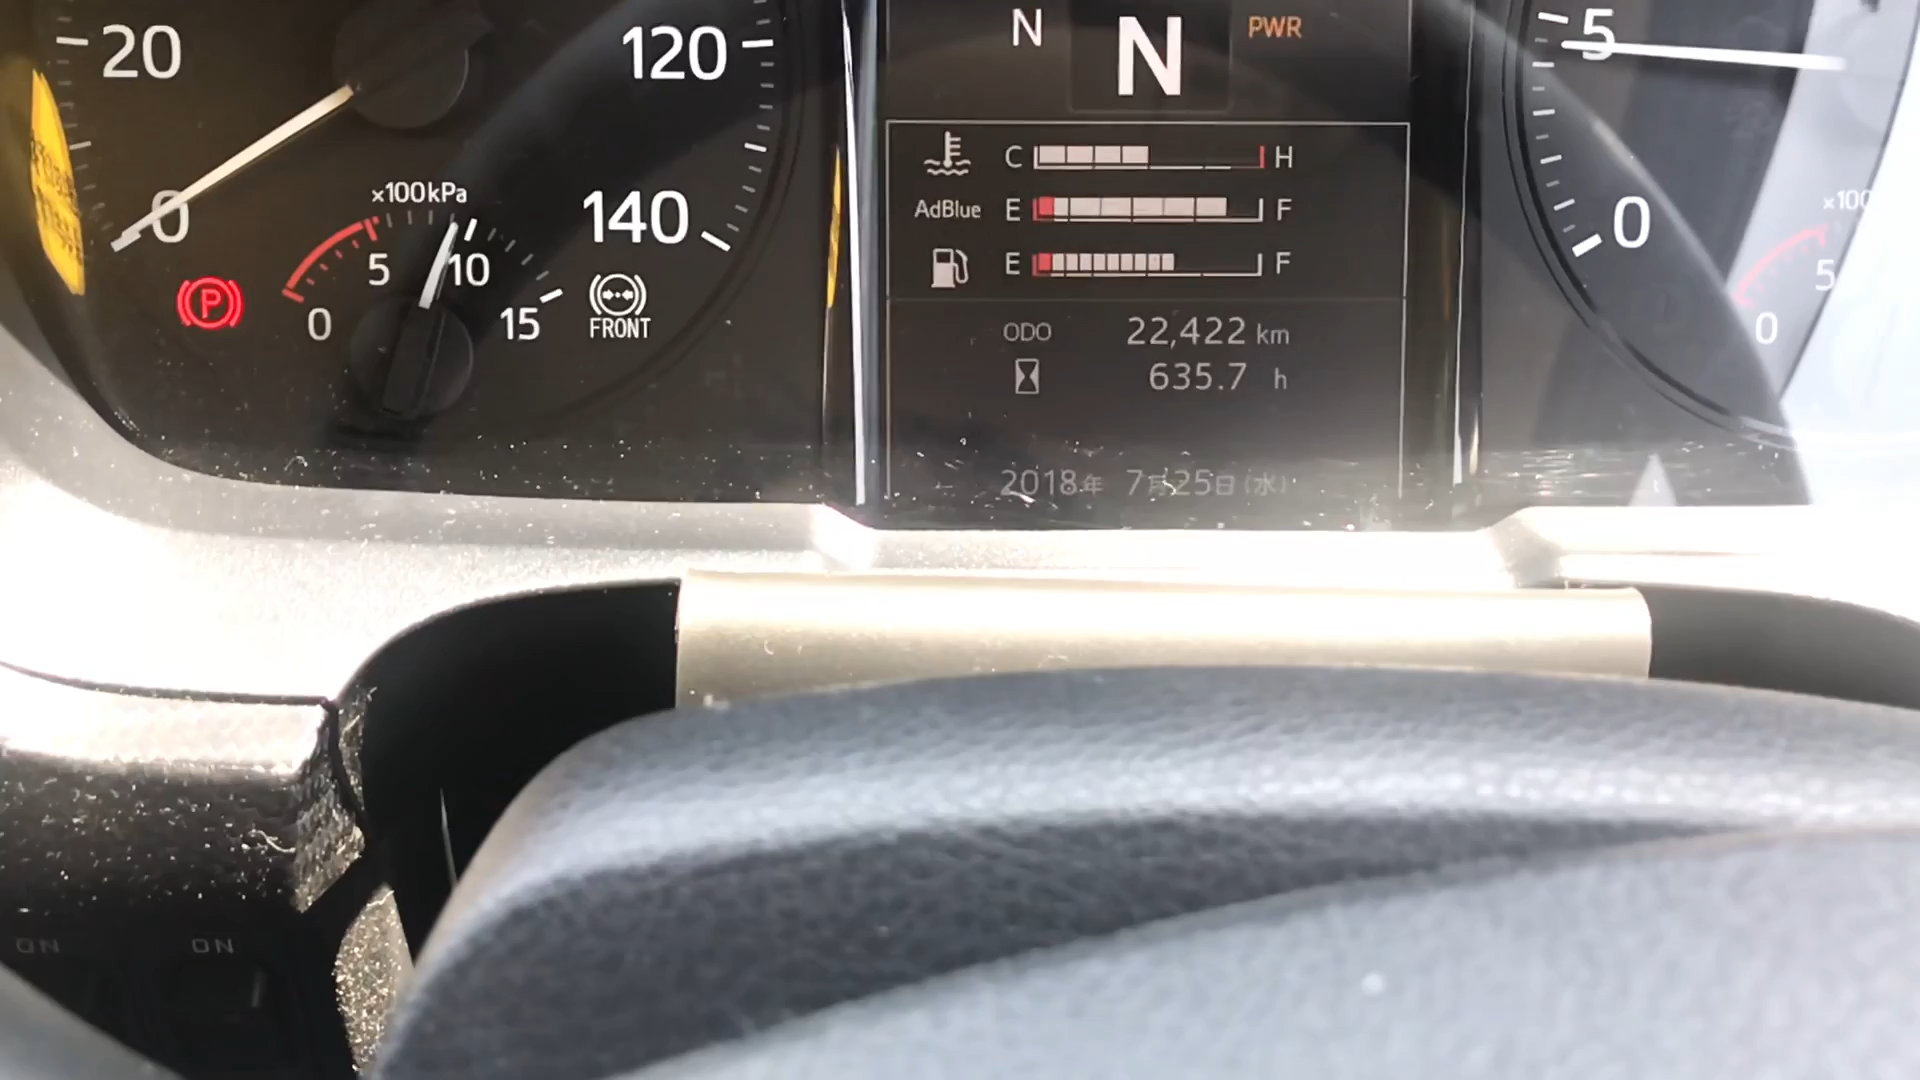 20
120
0
140
×100kPa
0
5
10
15
FRONT
N
N
PWR
C
H
AdBlue
E
F
E
F
ODO 22,422 km
635.7 h
2018年 7月25日(水)
5
0
×100
5
0
P
ON
ON